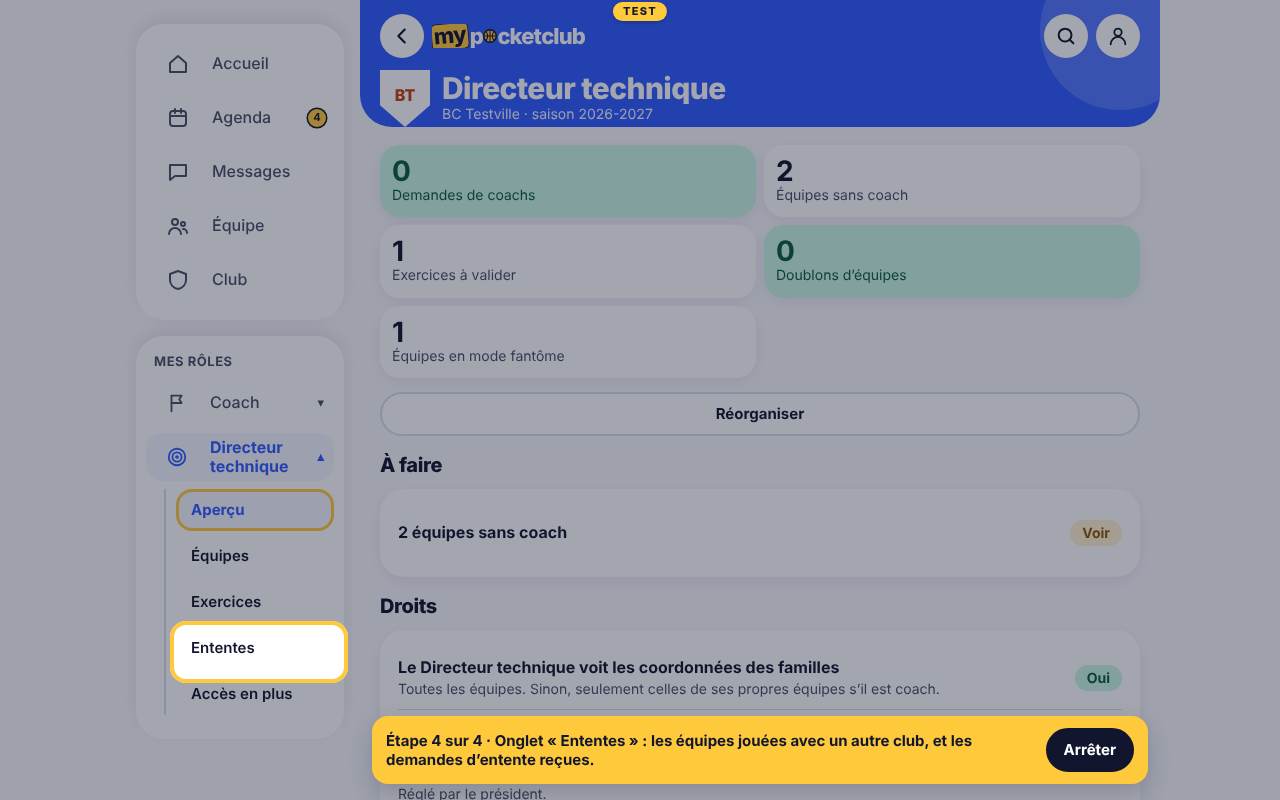 TEST
Accueil
Agenda
4
Messages
Équipe
Club
MES RÔLES
Coach
Directeur
technique
Aperçu
Équipes
Exercices
Ententes
Accès en plus
mypocketclub
BT
Directeur technique
BC Testville · saison 2026-2027
0
Demandes de coachs
2
Équipes sans coach
1
Exercices à valider
0
Doublons d’équipes
1
Équipes en mode fantôme
Réorganiser
À faire
2 équipes sans coach
Voir
Droits
Le Directeur technique voit les coordonnées des familles
Toutes les équipes. Sinon, seulement celles de ses propres équipes s’il est coach.
Oui
Étape 4 sur 4 · Onglet « Ententes » : les équipes jouées avec un autre club, et les
demandes d’entente reçues.
Arrêter
Réglé par le président.